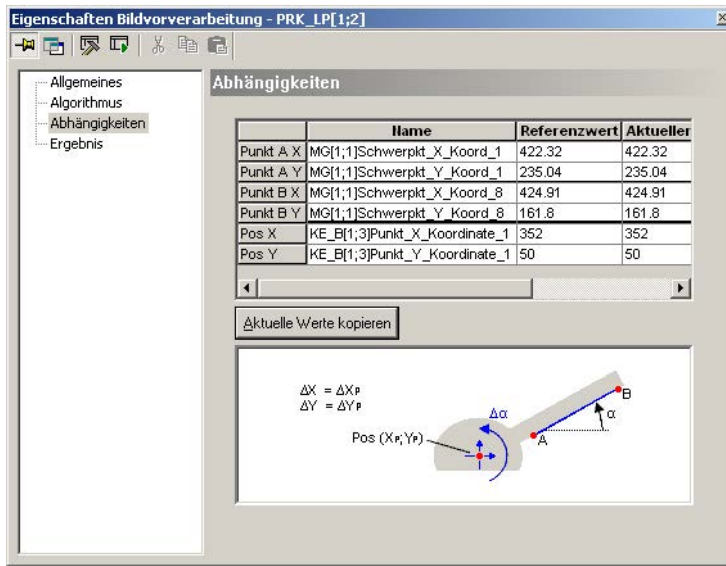 Eigenschaften Bildvorverarbeitung - PRK_LP[1;2]
Allgemeines
Algorithmus
Abhängigkeiten
Ergebnis
Abhängigkeiten
Name Referenzwert Aktueller
Punkt A X MG[1;1]Schwerpkt_X_Koord_1 422.32 422.32
Punkt A Y MG[1;1]Schwerpkt_Y_Koord_1 235.04 235.04
Punkt B X MG[1;1]Schwerpkt_X_Koord_8 424.91 424.91
Punkt B Y MG[1;1]Schwerpkt_Y_Koord_8 161.8 161.8
Pos X KE_B[1;3]Punkt_X_Koordinate_1 352 352
Pos Y KE_B[1;3]Punkt_Y_Koordinate_1 50 50
Aktuelle Werte kopieren
ΔX = ΔXP
ΔY = ΔYP
Pos (XP;YP)
Δα
A
B
α